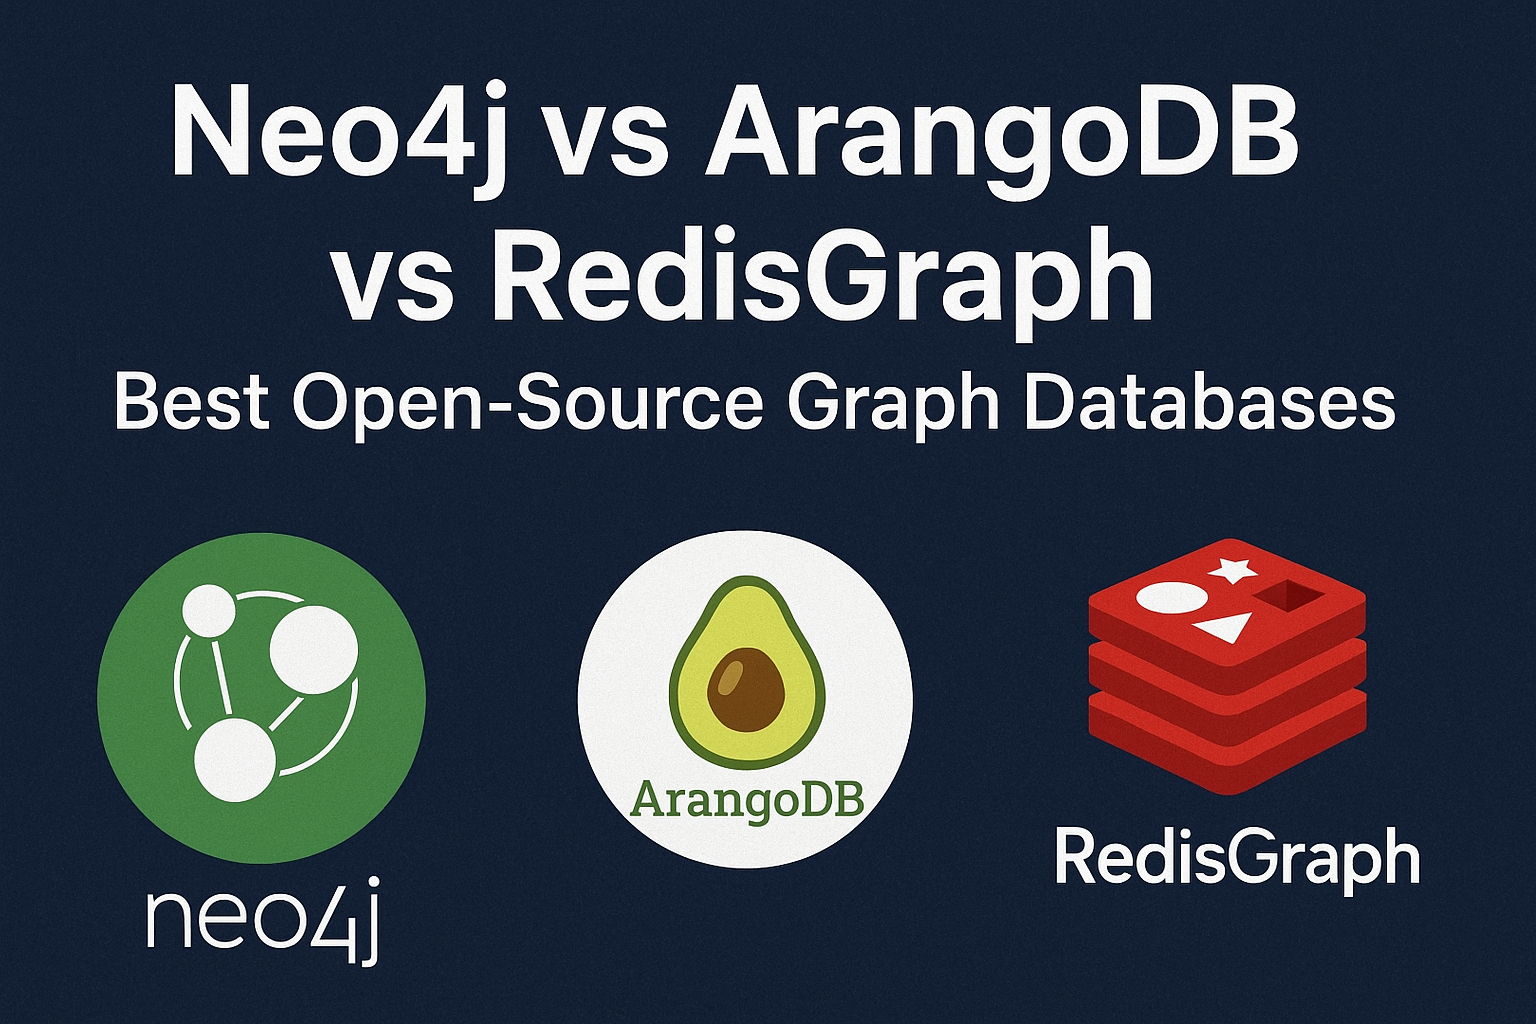 Neo4j vs ArangoDB
vs RedisGraph
Best Open-Source Graph Databases
neo4j
ArangoDB
RedisGraph